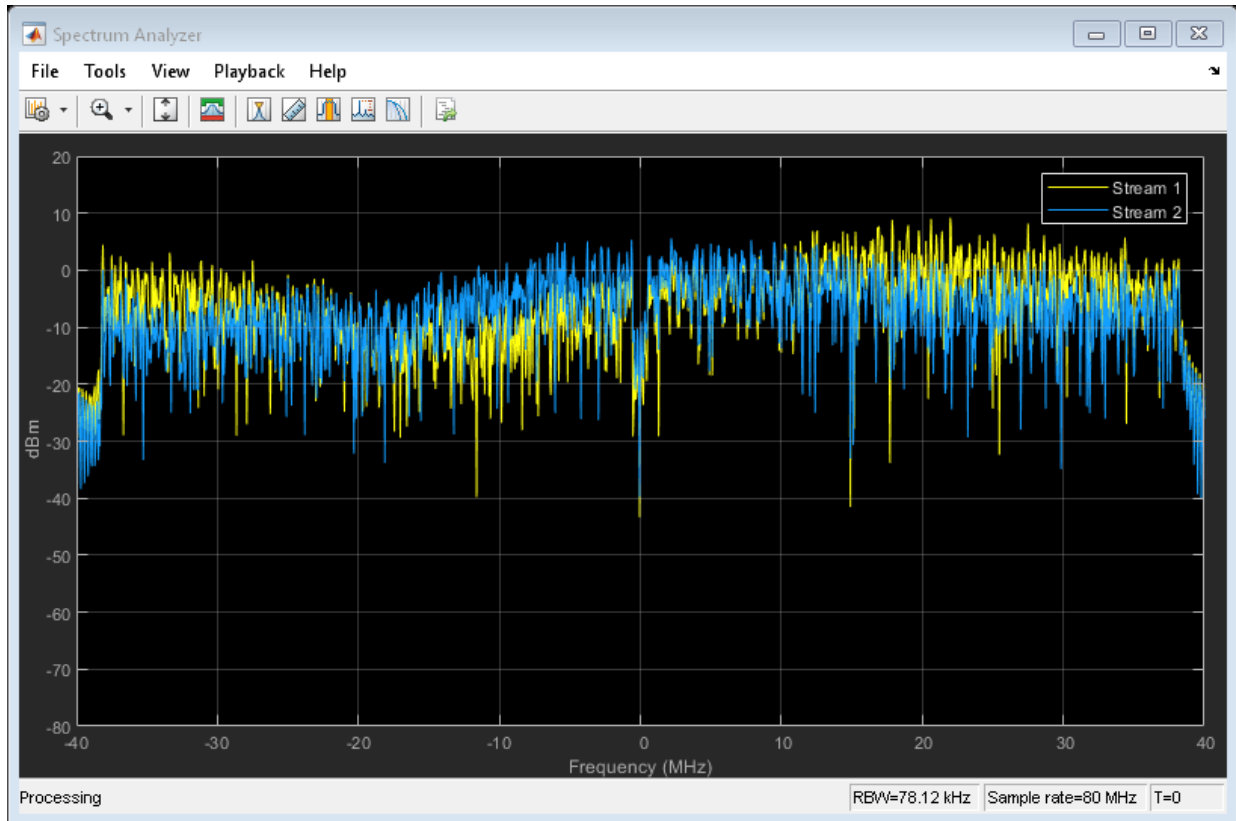 Spectrum Analyzer
File Tools View Playback Help
20
10
0
-10
-20
-30
-40
-50
-60
-70
-80
dBm
Stream 1
Stream 2
-40 -30 -20 -10 0 10 20 30 40
Frequency (MHz)
Processing RBW=78.12 kHz Sample rate=80 MHz T=0